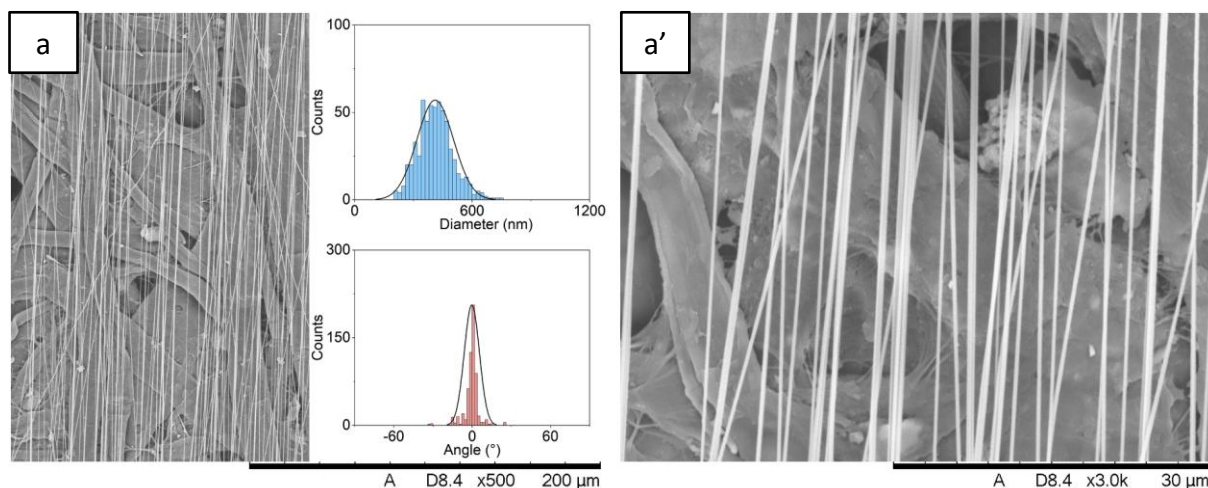 a
100
50
0
Counts
0 600 1200
Diameter (nm)
300
150
0
Counts
-60 0 60
Angle (°)
A D8.4 x500 200 µm
a’
A D8.4 x3.0k 30 µm